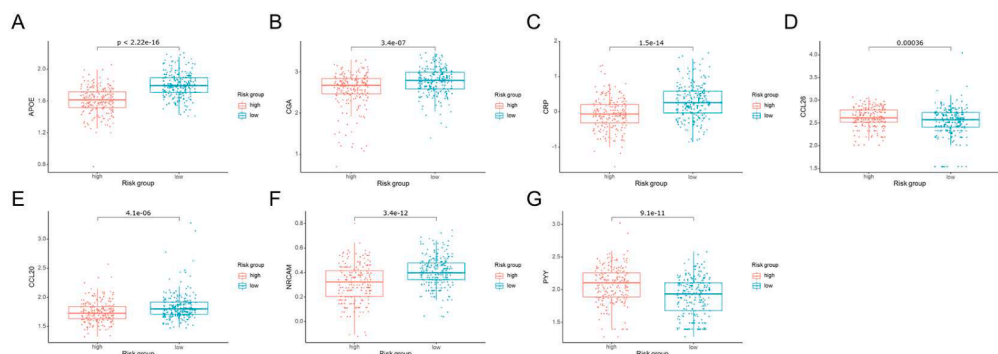 A
p < 2.22e-16
APOE
2.0
1.6
1.2
0.8
high
low
Risk group
Risk group
high
low
B
3.4e-07
CGA
3
2
1
high
low
Risk group
Risk group
high
low
C
1.5e-14
CRP
1
0
-1
high
low
Risk group
Risk group
high
low
D
0.00036
CCL26
4.0
3.5
3.0
2.5
2.0
1.5
high
low
Risk group
Risk group
high
low
E
4.1e-06
CCL20
3.0
2.5
2.0
1.5
high
low
Risk group
Risk group
high
low
F
3.4e-12
NRCAM
0.8
0.6
0.4
0.2
0.0
high
low
Risk group
Risk group
high
low
G
9.1e-11
PYY
3.0
2.5
2.0
1.5
high
low
Risk group
Risk group
high
low